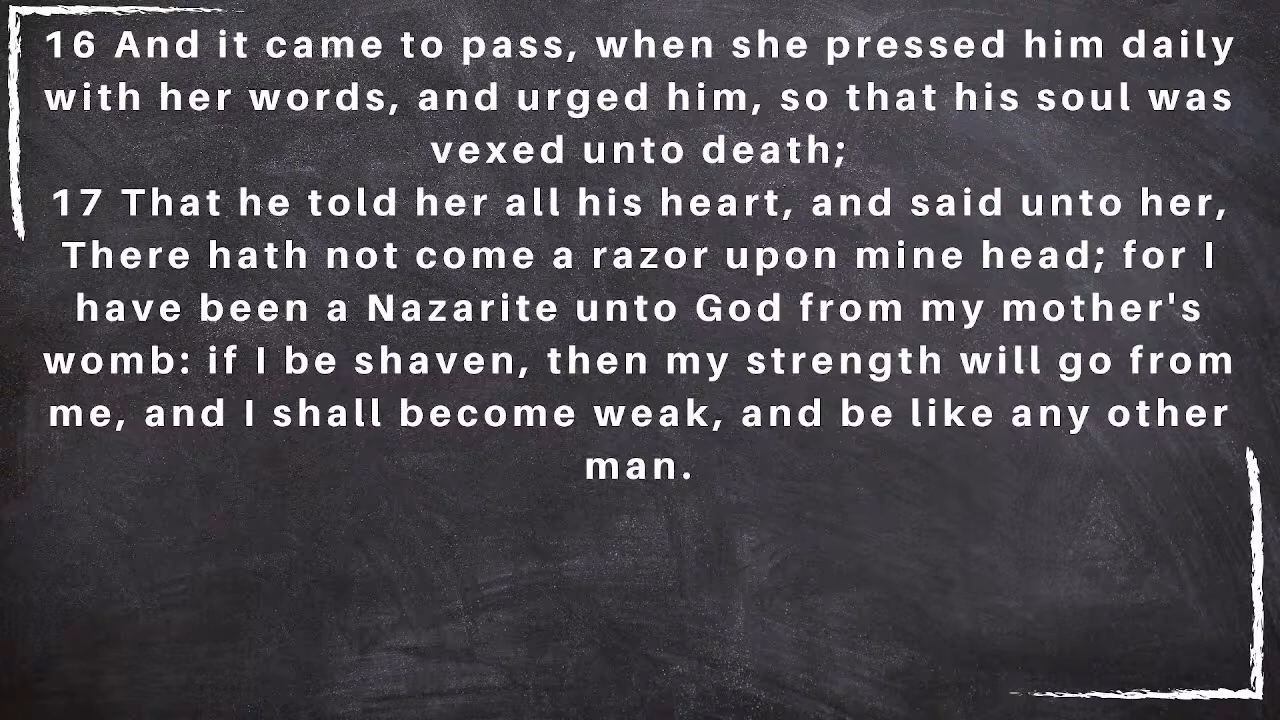 16 And it came to pass, when she pressed him daily
with her words, and urged him, so that his soul was
vexed unto death;
17 That he told her all his heart, and said unto her,
There hath not come a razor upon mine head; for I
have been a Nazarite unto God from my mother's
womb: if I be shaven, then my strength will go from
me, and I shall become weak, and be like any other
man.